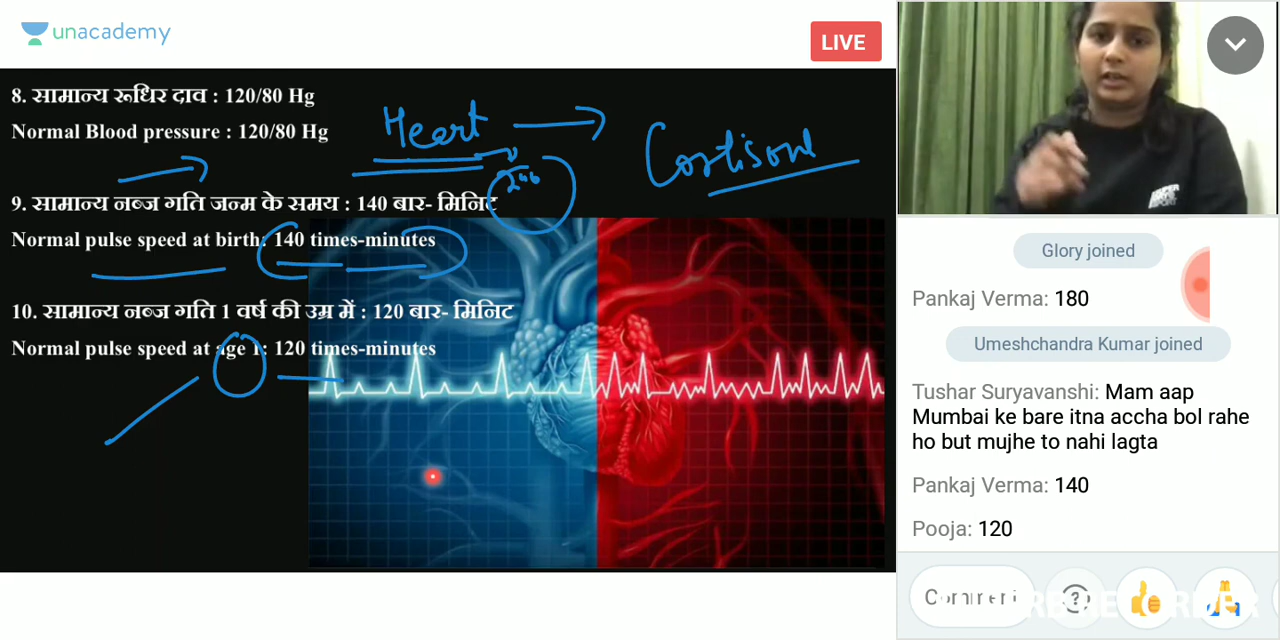 unacademy
LIVE
8. सामान्य रूधिर दाव : 120/80 Hg
Normal Blood pressure : 120/80 Hg
Heert
Cortisone
9. सामान्य नब्ज गति जन्म के समय : 140 बार- मिनिट
Normal pulse speed at birth: 140 times-minutes
10. सामान्य नब्ज गति 1 वर्ष की उम्र में : 120 बार- मिनिट
Normal pulse speed at age 1: 120 times-minutes
Glory joined
Pankaj Verma: 180
Umeshchandra Kumar joined
Tushar Suryavanshi: Mam aap
Mumbai ke bare itna accha bol rahe
ho but mujhe to nahi lagta
Pankaj Verma: 140
Pooja: 120